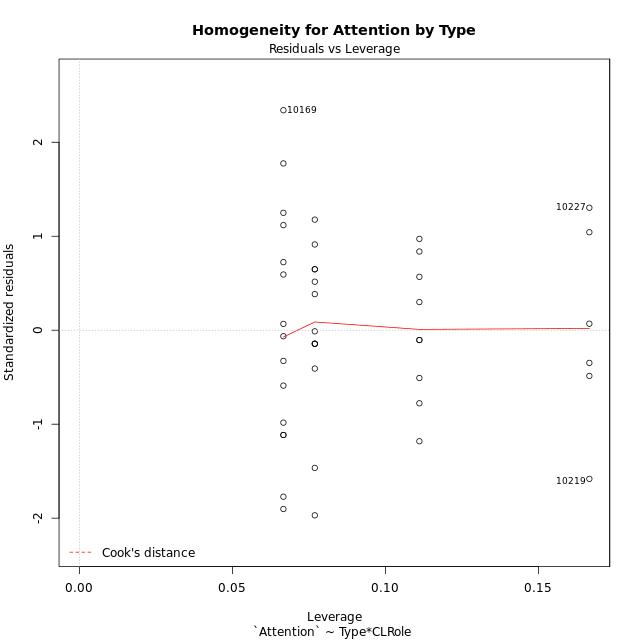 Homogeneity for Attention by Type
Residuals vs Leverage
10169
10227
10219
2
1
0
-1
-2
Standardized residuals
Cook's distance
0.00 0.05 0.10 0.15
Leverage
`Attention` ~ Type*CLRole